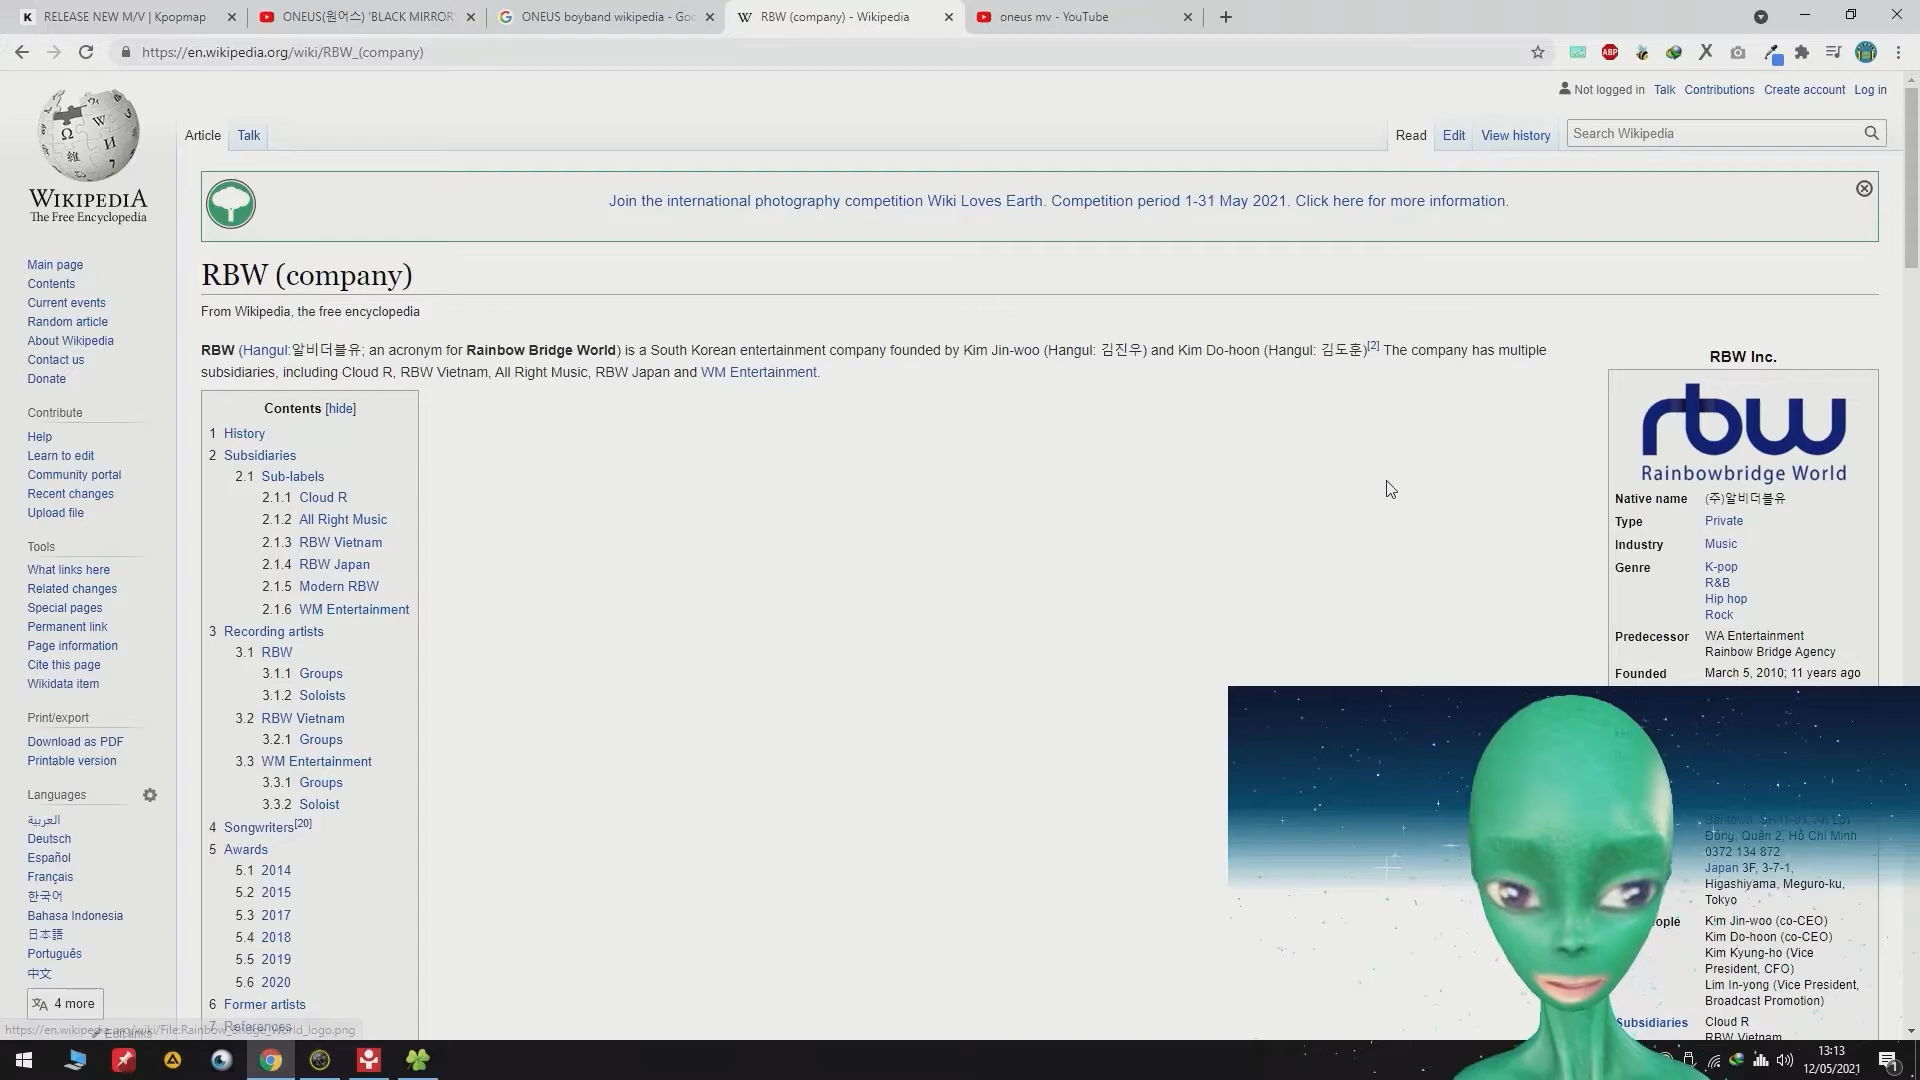 RELEASE NEW M/V | Kpopmap
ONEUS(원어스) 'BLACK MIRROR'
ONEUS boyband wikipedia - Goo
RBW (company) - Wikipedia
oneus mv - YouTube
https://en.wikipedia.org/wiki/RBW_(company)
ABP
Not logged in Talk Contributions Create account Log in
WIKIPEDIA
The Free Encyclopedia
Article Talk
Read Edit View history Search Wikipedia
Join the international photography competition Wiki Loves Earth. Competition period 1-31 May 2021. Click here for more information.
RBW (company)
From Wikipedia, the free encyclopedia
RBW (Hangul:알비더블유; an acronym for Rainbow Bridge World) is a South Korean entertainment company founded by Kim Jin-woo (Hangul: 김진우) and Kim Do-hoon (Hangul: 김도훈)[2] The company has multiple
subsidiaries, including Cloud R, RBW Vietnam, All Right Music, RBW Japan and WM Entertainment.
Main page
Contents
Current events
Random article
About Wikipedia
Contact us
Donate
Contribute
Help
Learn to edit
Community portal
Recent changes
Upload file
Tools
What links here
Related changes
Special pages
Permanent link
Page information
Cite this page
Wikidata item
Print/export
Download as PDF
Printable version
Languages
العربية
Deutsch
Español
Français
한국어
Bahasa Indonesia
日本語
Português
中文
4 more
Edit links
Contents [hide]
1 History
2 Subsidiaries
2.1 Sub-labels
2.1.1 Cloud R
2.1.2 All Right Music
2.1.3 RBW Vietnam
2.1.4 RBW Japan
2.1.5 Modern RBW
2.1.6 WM Entertainment
3 Recording artists
3.1 RBW
3.1.1 Groups
3.1.2 Soloists
3.2 RBW Vietnam
3.2.1 Groups
3.3 WM Entertainment
3.3.1 Groups
3.3.2 Soloist
4 Songwriters[20]
5 Awards
5.1 2014
5.2 2015
5.3 2017
5.4 2018
5.5 2019
5.6 2020
6 Former artists
7 References
https://en.wikipedia.org/wiki/File:Rainbow_Bridge_World_logo.png
RBW Inc.
rbw
Rainbowbridge World
Native name (주)알비더블유
Type Private
Industry Music
Genre K-pop
R&B
Hip hop
Rock
Predecessor WA Entertainment
Rainbow Bridge Agency
Founded March 5, 2010; 11 years ago
Đông, Quân 2, Hồ Chí Minh
0372 134 872
Japan 3F, 3-7-1,
Higashiyama, Meguro-ku,
Tokyo
ople Kim Jin-woo (co-CEO)
Kim Do-hoon (co-CEO)
Kim Kyung-ho (Vice
President, CFO)
Lim In-yong (Vice President,
Broadcast Promotion)
Subsidiaries Cloud R
RBW Vietnam
13:13
12/05/2021
1